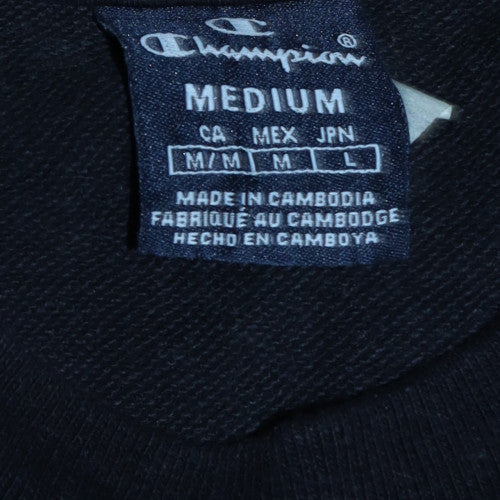 Champion®
MEDIUM
CA MEX JPN
M/M M L
MADE IN CAMBODIA
FABRIQUÉ AU CAMBODGE
HECHO EN CAMBOYA